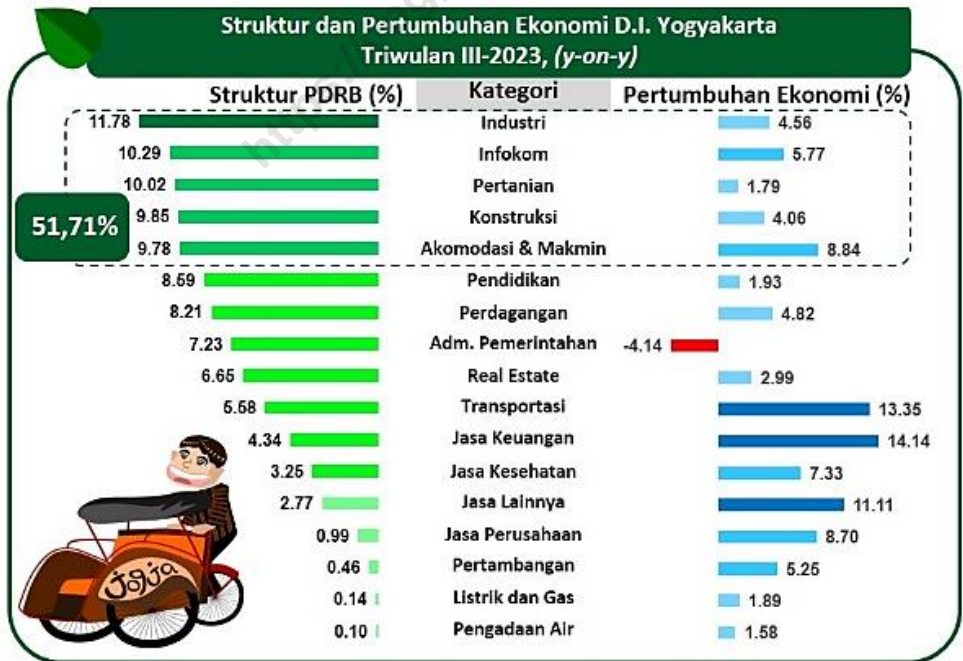 Struktur dan Pertumbuhan Ekonomi D.I. Yogyakarta
Triwulan III-2023, (y-on-y)
Struktur PDRB (%) Kategori Pertumbuhan Ekonomi (%)
11.78 Industri 4.56
10.29 Infokom 5.77
10.02 Pertanian 1.79
51,71%
9.85 Konstruksi 4.06
9.78 Akomodasi & Makmin 8.84
8.59 Pendidikan 1.93
8.21 Perdagangan 4.82
7.23 Adm. Pemerintahan -4.14
6.65 Real Estate 2.99
5.58 Transportasi 13.35
4.34 Jasa Keuangan 14.14
3.25 Jasa Kesehatan 7.33
2.77 Jasa Lainnya 11.11
0.99 Jasa Perusahaan 8.70
0.46 Pertambangan 5.25
0.14 Listrik dan Gas 1.89
0.10 Pengadaan Air 1.58
Jogja